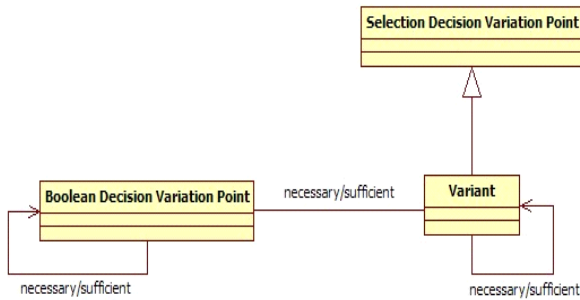 Selection Decision Variation Point
necessary/sufficient
Boolean Decision Variation Point
Variant
necessary/sufficient
necessary/sufficient